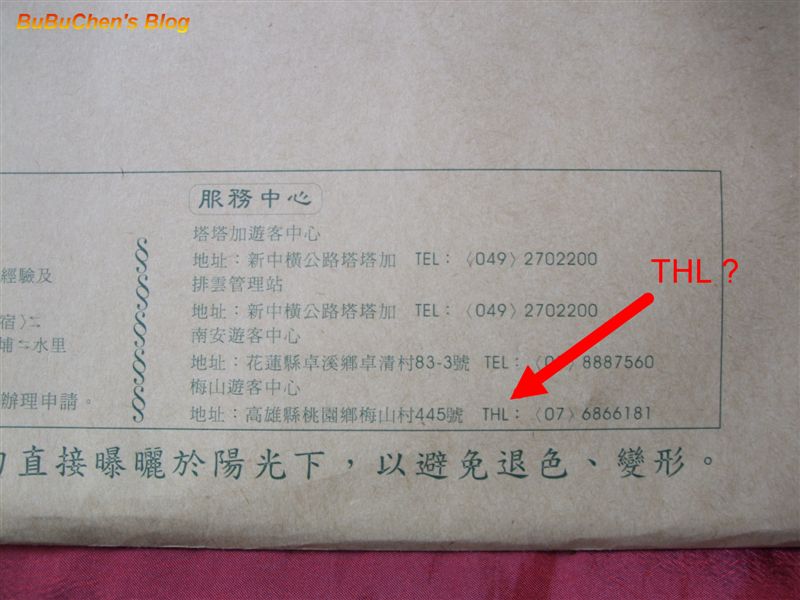 BuBuChen's Blog
服務中心
塔塔加遊客中心
地址：新中橫公路塔塔加 TEL：〈049〉2702200
排雲管理站
地址：新中橫公路塔塔加 TEL：〈049〉2702200
南安遊客中心
地址：花蓮縣卓溪鄉卓清村83-3號 TEL：8887560
梅山遊客中心
地址：高雄縣桃園鄉梅山村445號 THL：〈07〉6866181
THL ?
經驗及
宿〉
埔 水里
辦理申請。
直接曝曬於陽光下，以避免退色、變形。